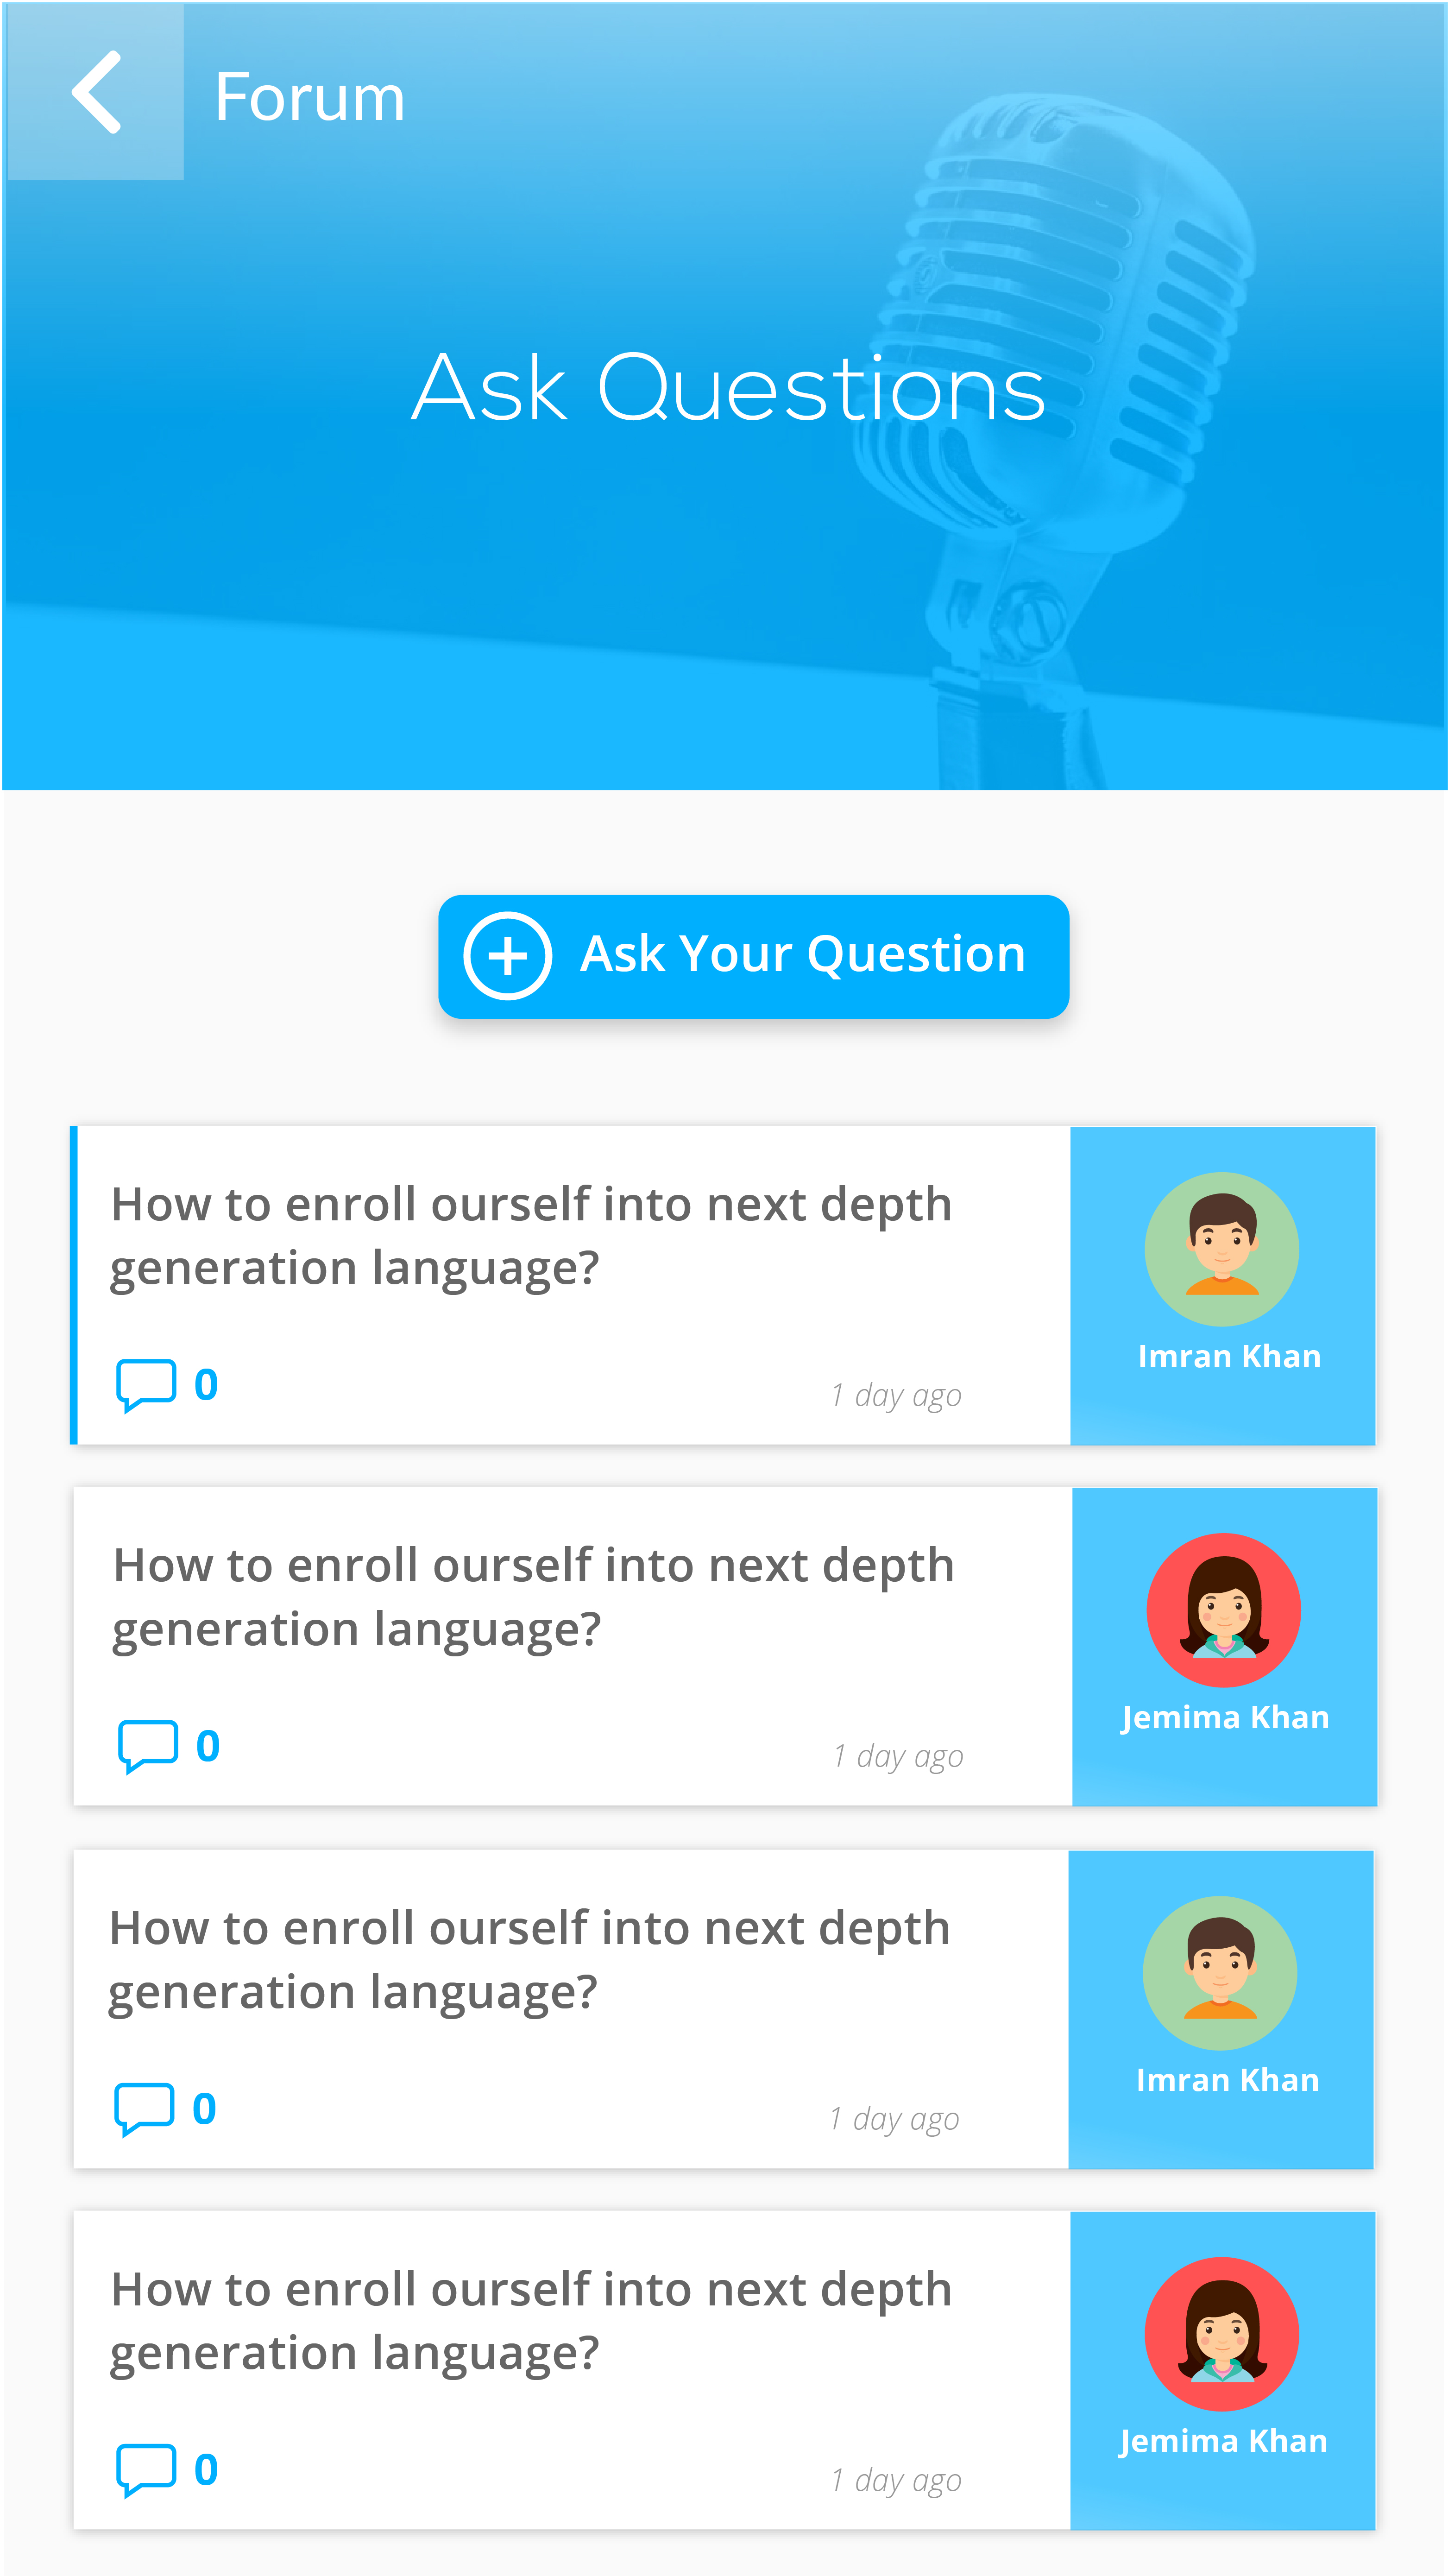 Forum
Ask Questions
Ask Your Question
How to enroll ourself into next depth
generation language?
0
1 day ago
Imran Khan
How to enroll ourself into next depth
generation language?
0
1 day ago
Jemima Khan
How to enroll ourself into next depth
generation language?
0
1 day ago
Imran Khan
How to enroll ourself into next depth
generation language?
0
1 day ago
Jemima Khan